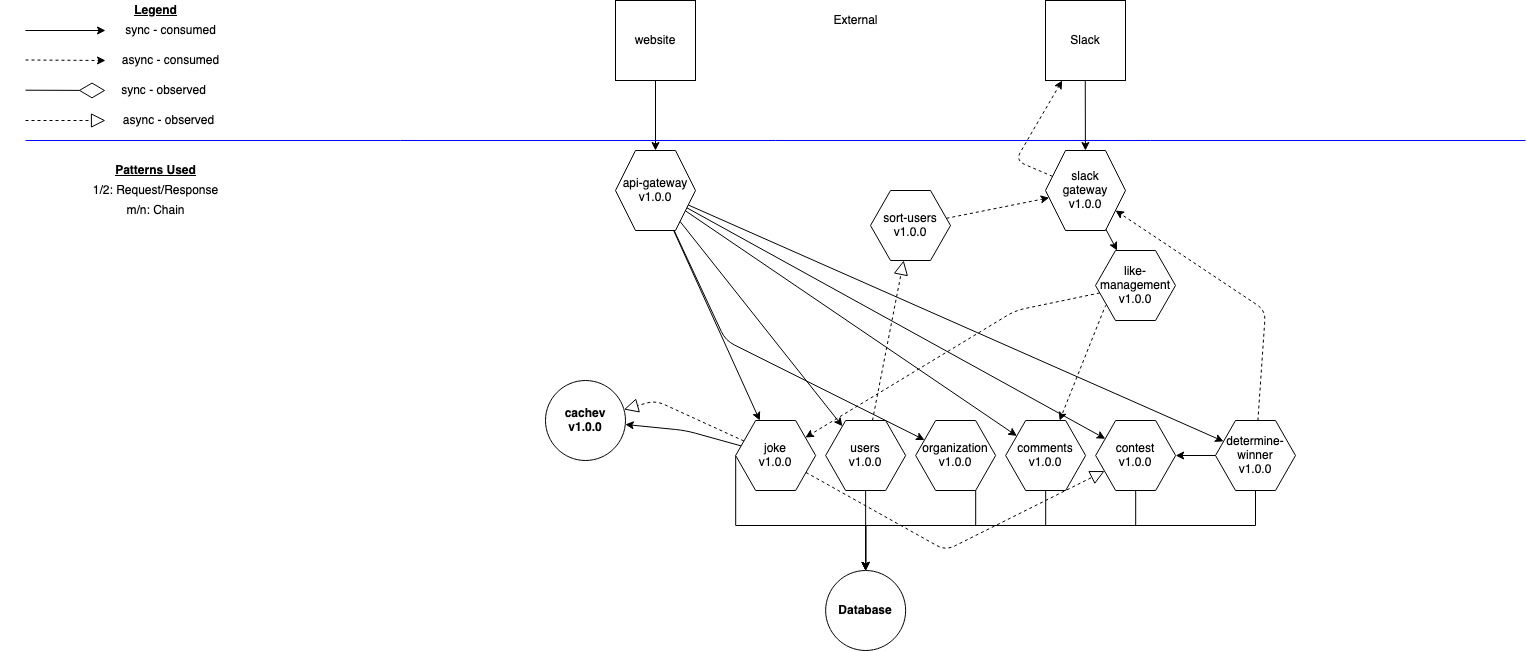 Legend
sync - consumed
async - consumed
sync - observed
async - observed
External
website
Slack
Patterns Used
1/2: Request/Response
m/n: Chain
api-gateway
v1.0.0
slack
gateway
v1.0.0
sort-users
v1.0.0
like-
management
v1.0.0
cachev
v1.0.0
joke
v1.0.0
users
v1.0.0
organization
v1.0.0
comments
v1.0.0
contest
v1.0.0
determine-
winner
v1.0.0
Database